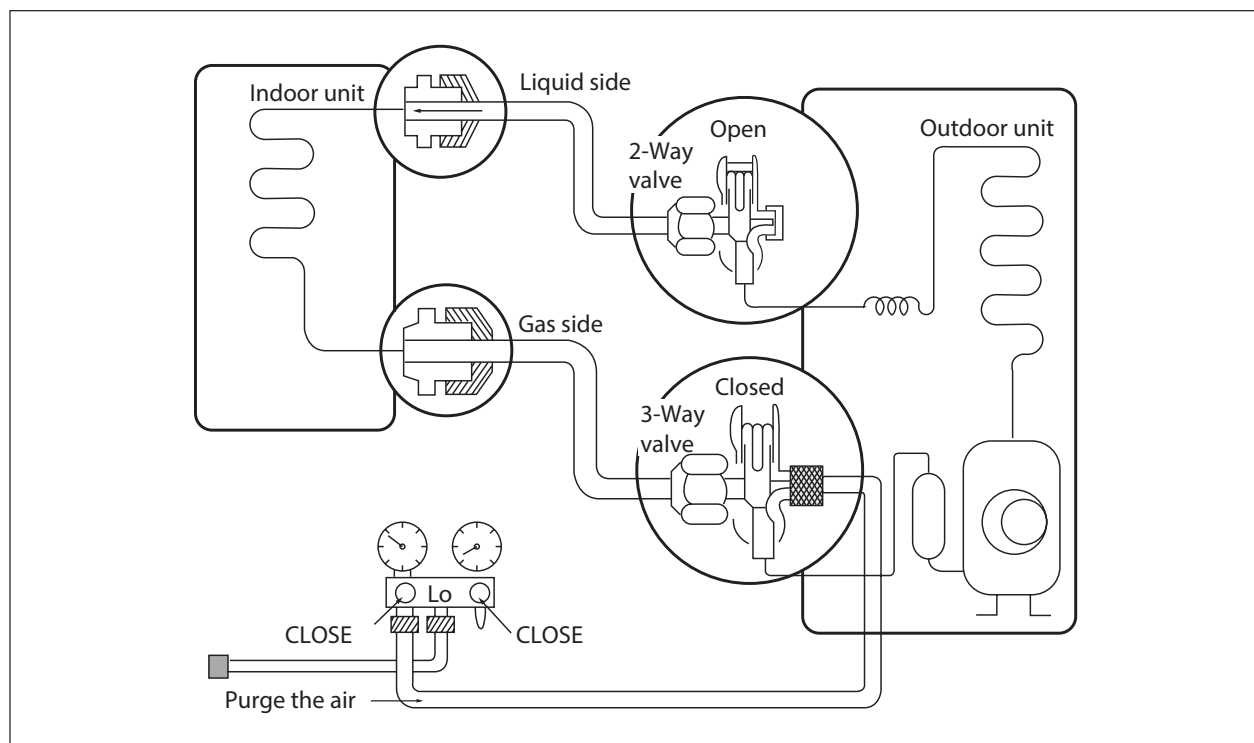 Indoor unit
Liquid side
Open
2-Way
valve
Outdoor unit
Gas side
Closed
3-Way
valve
Lo
CLOSE
CLOSE
Purge the air